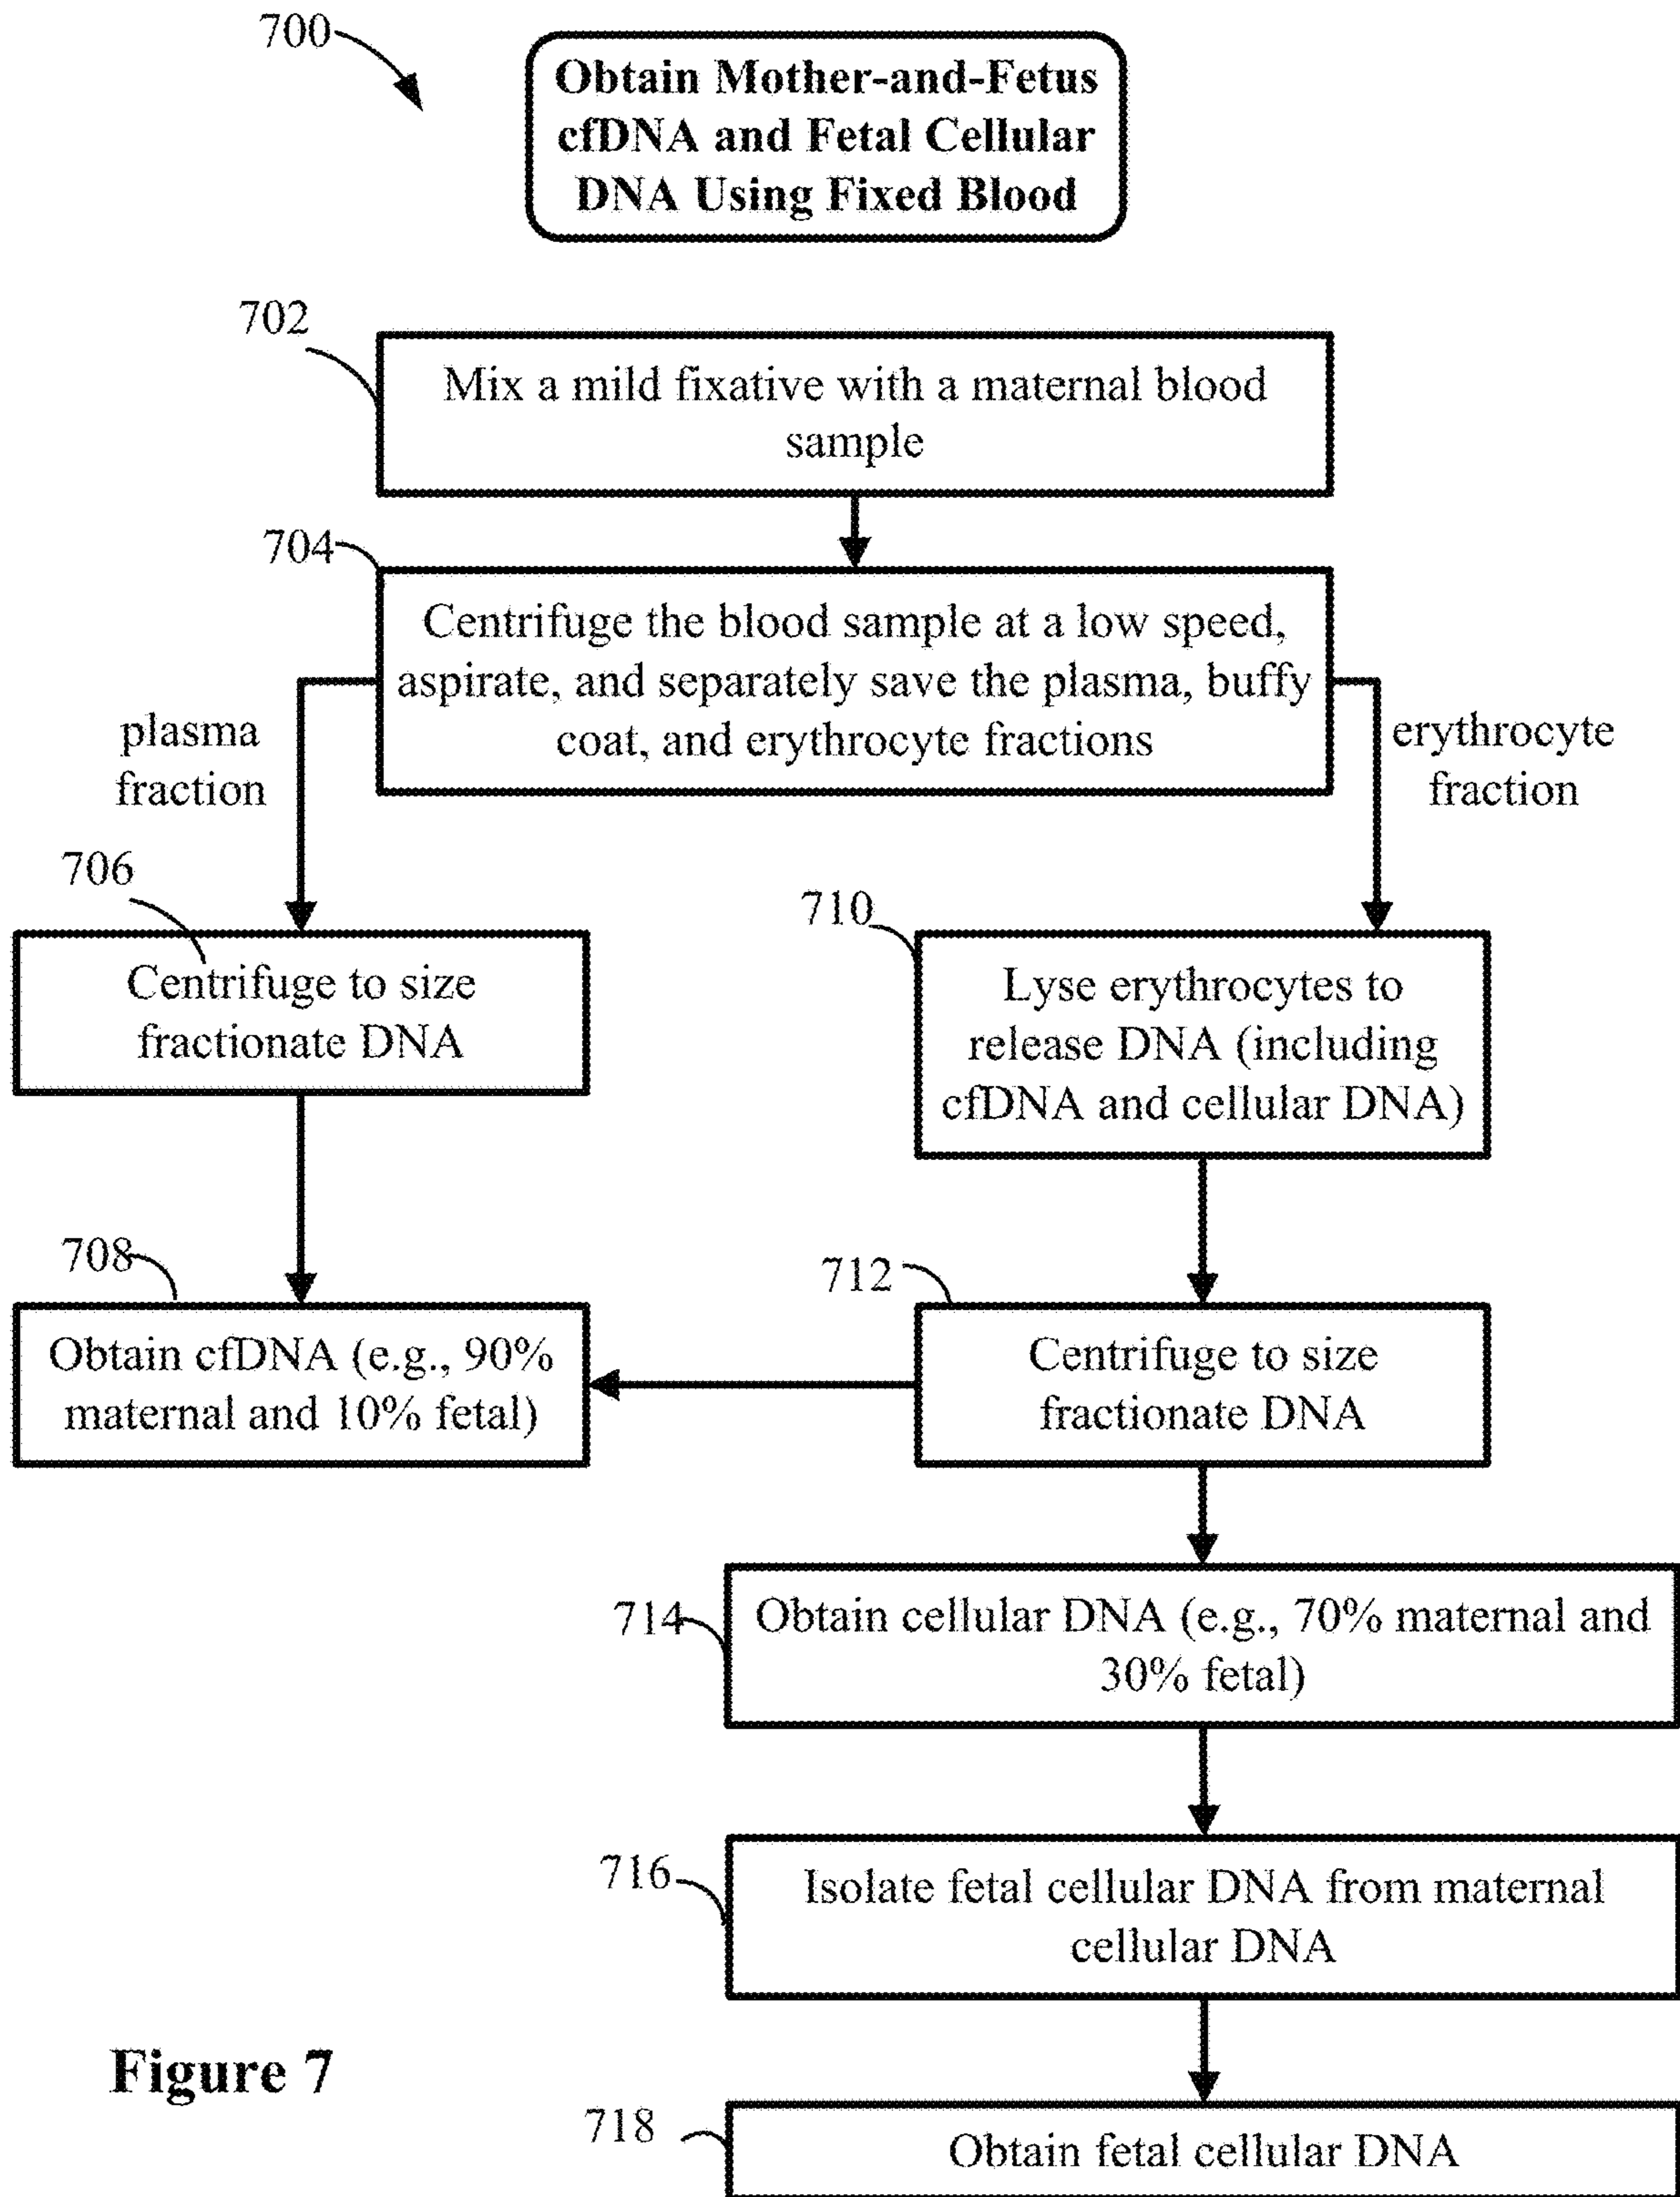 700
Obtain Mother-and-Fetus
cfDNA and Fetal Cellular
DNA Using Fixed Blood
702
Mix a mild fixative with a maternal blood
sample
704
Centrifuge the blood sample at a low speed,
aspirate, and separately save the plasma, buffy
coat, and erythrocyte fractions
plasma
fraction
erythrocyte
fraction
706
Centrifuge to size
fractionate DNA
710
Lyse erythrocytes to
release DNA (including
cfDNA and cellular DNA)
708
Obtain cfDNA (e.g., 90%
maternal and 10% fetal)
712
Centrifuge to size
fractionate DNA
714
Obtain cellular DNA (e.g., 70% maternal and
30% fetal)
716
Isolate fetal cellular DNA from maternal
cellular DNA
Figure 7
718
Obtain fetal cellular DNA